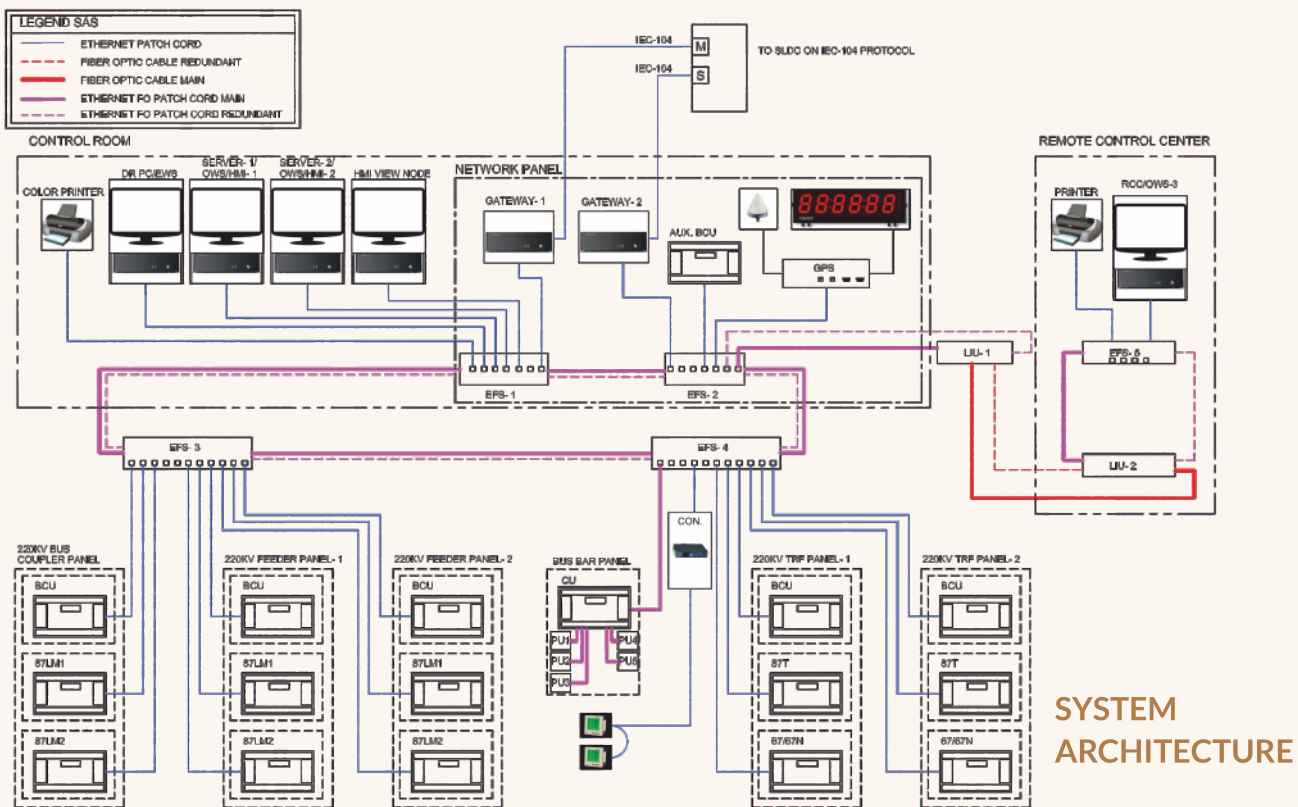 LEGEND SAS
ETHERNET PATCH CORD
FIBER OPTIC CABLE REDUNDANT
FIBER OPTIC CABLE MAIN
ETHERNET FO PATCH CORD MAIN
ETHERNET FO PATCH CORD REDUNDANT
IEC-104
M
IEC-104
S
TO SLDC ON IEC-104 PROTOCOL
CONTROL ROOM
COLOR PRINTER
DR PC/EWS
SERVER- 1/
OWS/HMI- 1
SERVER- 2/
OWS/HMI- 2
HMI VIEW NODE
NETWORK PANEL
GATEWAY- 1
GATEWAY- 2
AUX. BCU
888888
GPS
EFS- 1
EFS- 2
REMOTE CONTROL CENTER
PRINTER
RCC/OWS-3
LIU- 1
EFS- 5
LIU- 2
EFS- 3
EFS- 4
220KV BUS
COUPLER PANEL
BCU
87LM1
87LM2
220KV FEEDER PANEL- 1
BCU
87LM1
87LM2
220KV FEEDER PANEL- 2
BCU
87LM1
87LM2
BUS BAR PANEL
CU
PU1
PU2
PU3
PU4
PU5
CON.
220KV TRF PANEL- 1
BCU
87T
67/67N
220KV TRF PANEL- 2
BCU
87T
67/67N
SYSTEM
ARCHITECTURE